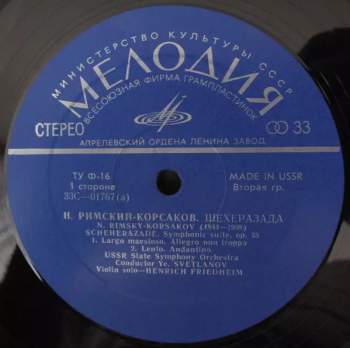 МИНИСТЕРСТВО КУЛЬТУРЫ СССР
МЕЛОДИЯ
ВСЕСОЮЗНАЯ ФИРМА ГРАМПЛАСТИНОК
СТЕРЕО
33
АПРЕЛЕВСКИЙ ОРДЕНА ЛЕНИНА ЗАВОД
ТУ Ф-16
MADE IN USSR
1 сторона
Вторая гр.
33С—01767(а)
Н. РИМСКИЙ-КОРСАКОВ. ШЕХЕРАЗАДА
N. RIMSKY-KORSAKOV (1844—1908)
SCHEHERAZADE. Symphonic suite, op. 35
1. Largo maestoso. Allegro non troppo
2. Lento. Andantino.
USSR State Symphony Orchestra
Conductor Ye. SVETLANOV
Violin solo—HENRICH FRIEDHEIM